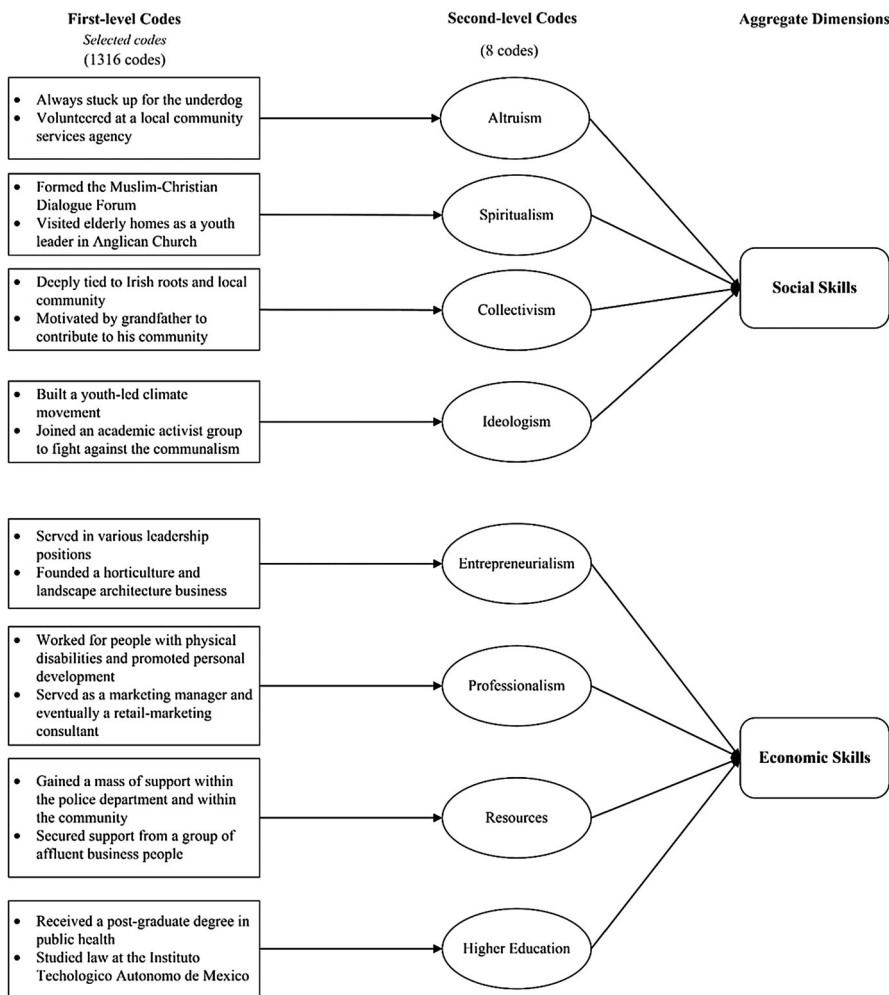 First-level Codes
Selected codes
(1316 codes)
Second-level Codes
(8 codes)
Aggregate Dimensions
• Always stuck up for the underdog
• Volunteered at a local community
services agency
Altruism
• Formed the Muslim-Christian
Dialogue Forum
• Visited elderly homes as a youth
leader in Anglican Church
Spiritualism
• Deeply tied to Irish roots and local
community
• Motivated by grandfather to
contribute to his community
Collectivism
• Built a youth-led climate
movement
• Joined an academic activist group
to fight against the communalism
Ideologism
Social Skills
• Served in various leadership
positions
• Founded a horticulture and
landscape architecture business
Entrepreneurialism
• Worked for people with physical
disabilities and promoted personal
development
• Served as a marketing manager and
eventually a retail-marketing
consultant
Professionalism
• Gained a mass of support within
the police department and within
the community
• Secured support from a group of
affluent business people
Resources
• Received a post-graduate degree in
public health
• Studied law at the Instituto
Techologico Autonomo de Mexico
Higher Education
Economic Skills